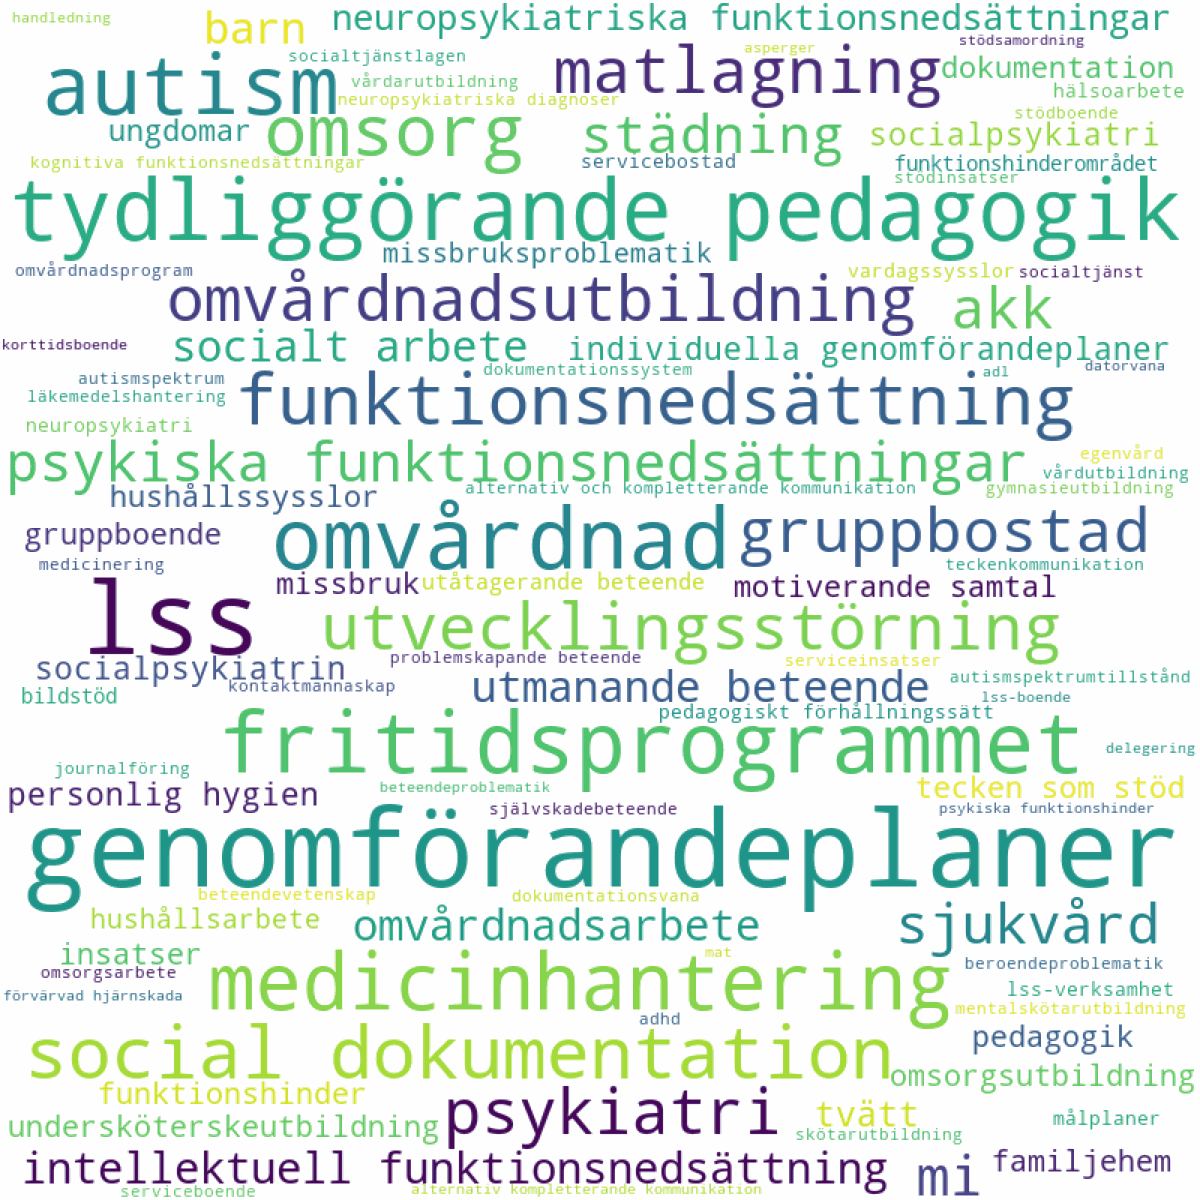 handledning
barn
neuropsykiatriska funktionsnedsättningar
socialtjänstlagen
asperger
stödsamordning
autism
matlagning
dokumentation
vårdarutbildning
hälsoarbete
neuropsykiatriska diagnoser
stödboende
ungdomar
omsorg
städning
socialpsykiatri
kognitiva funktionsnedsättningar
servicebostad
funktionshinderområdet
stödinsatser
tydliggörande pedagogik
missbruksproblematik
omvårdnadsprogram
vardagssysslor
socialtjänst
omvårdnadsutbildning
akk
korttidsboende
socialt arbete
individuella genomförandeplaner
dokumentationssystem
adl
datorvana
autismspektrum
funktionsnedsättning
läkemedelshantering
neuropsykiatri
psykiska funktionsnedsättningar
egenvård
vårdutbildning
hushållssysslor
alternativ och kompletterande kommunikation
gymnasieutbildning
gruppboende
omvårdnad
gruppbostad
medicinering
teckenkommunikation
lss
missbruk
utåtagerande beteende
motiverande samtal
utvecklingsstörning
socialpsykiatrin
problemskapande beteende
serviceinsatser
autismspektrumtillstånd
bildstöd
kontaktmannaskap
utmanande beteende
lss-boende
pedagogiskt förhållningssätt
fritidsprogrammet
delegering
journalföring
personlig hygien
beteendeproblematik
tecken som stöd
självskadebeteende
psykiska funktionshinder
genomförandeplaner
beteendevetenskap
dokumentationsvana
hushållsarbete
omvårdnadsarbete
sjukvård
insatser
mat
omsorgsarbete
medicinhantering
beroendeproblematik
förvärvad hjärnskada
lss-verksamhet
mentalskötarutbildning
adhd
social dokumentation
pedagogik
omsorgsutbildning
funktionshinder
psykiatri
tvätt
målplaner
undersköterskeutbildning
skötarutbildning
intellektuell funktionsnedsättning
mi
familjehem
serviceboende
alternativ kompletterande kommunikation